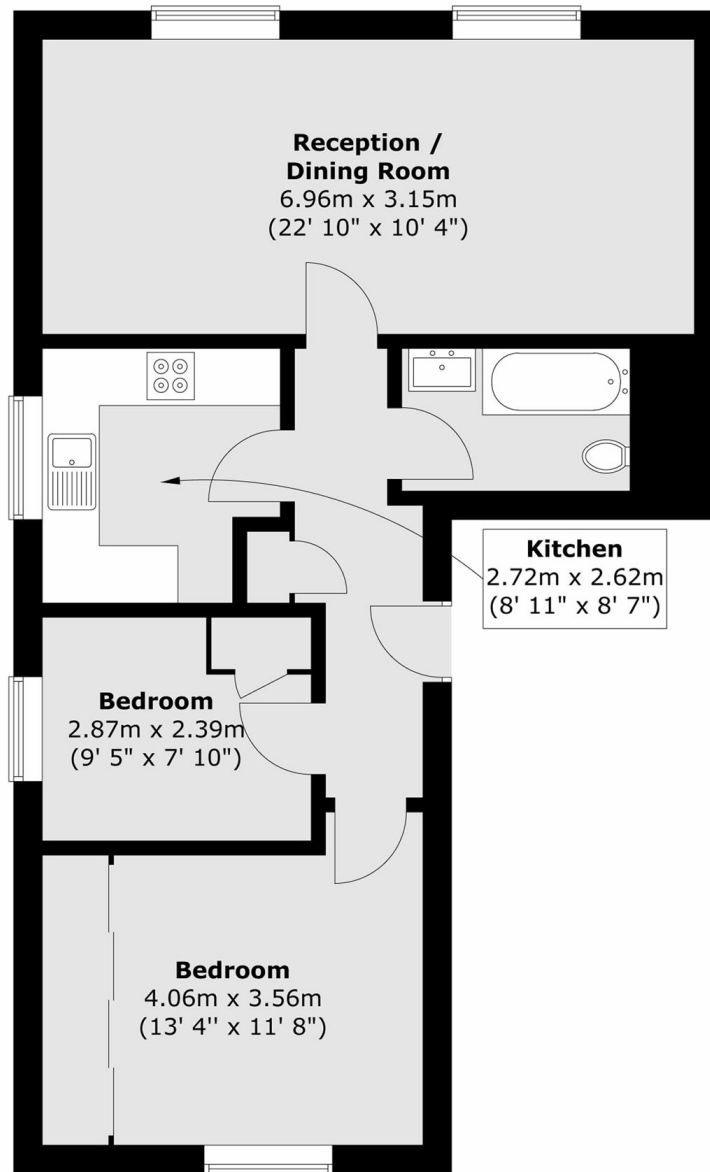 Reception /
Dining Room
6.96m x 3.15m
(22' 10" x 10' 4")
Kitchen
2.72m x 2.62m
(8' 11" x 8' 7")
Bedroom
2.87m x 2.39m
(9' 5" x 7' 10")
Bedroom
4.06m x 3.56m
(13' 4'' x 11' 8")